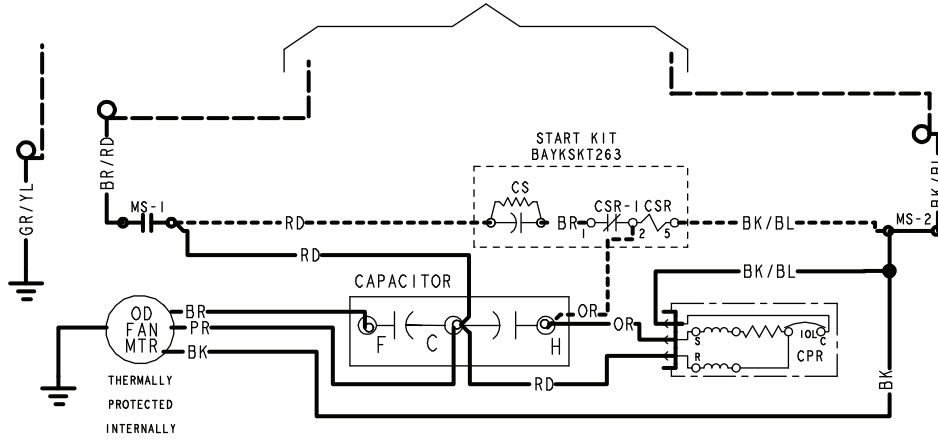 START KIT
BAYKSKT263
BR/RD
GR/YL
BK/BL
MS-1
RD
CS
BR
CSR-1
CSR
1
2
5
BK/BL
MS-2
RD
BK/BL
CAPACITOR
OD
FAN
MTR
BR
PR
BK
F
C
H
OR
OR
S
R
IOL
C
CPR
RD
BK
THERMALLY
PROTECTED
INTERNALLY